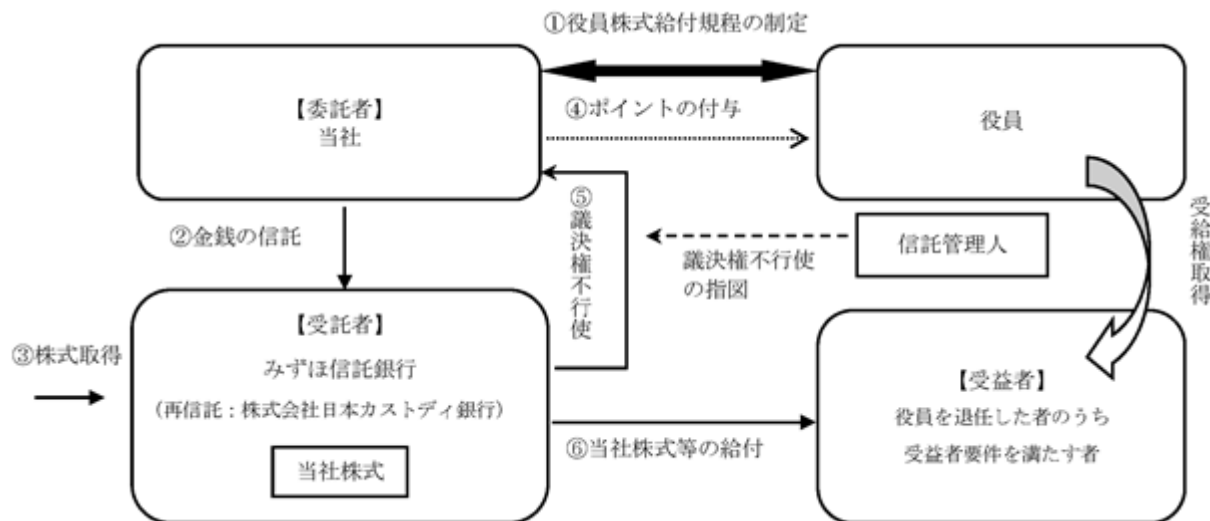 ①役員株式給付規程の制定
【委託者】
当社
④ポイントの付与
役員
②金銭の信託
⑤議決権不行使
議決権不行使
の指図
信託管理人
受給権取得
③株式取得
【受託者】
みずほ信託銀行
（再信託：株式会社日本カストディ銀行）
当社株式
⑥当社株式等の給付
【受益者】
役員を退任した者のうち
受益者要件を満たす者